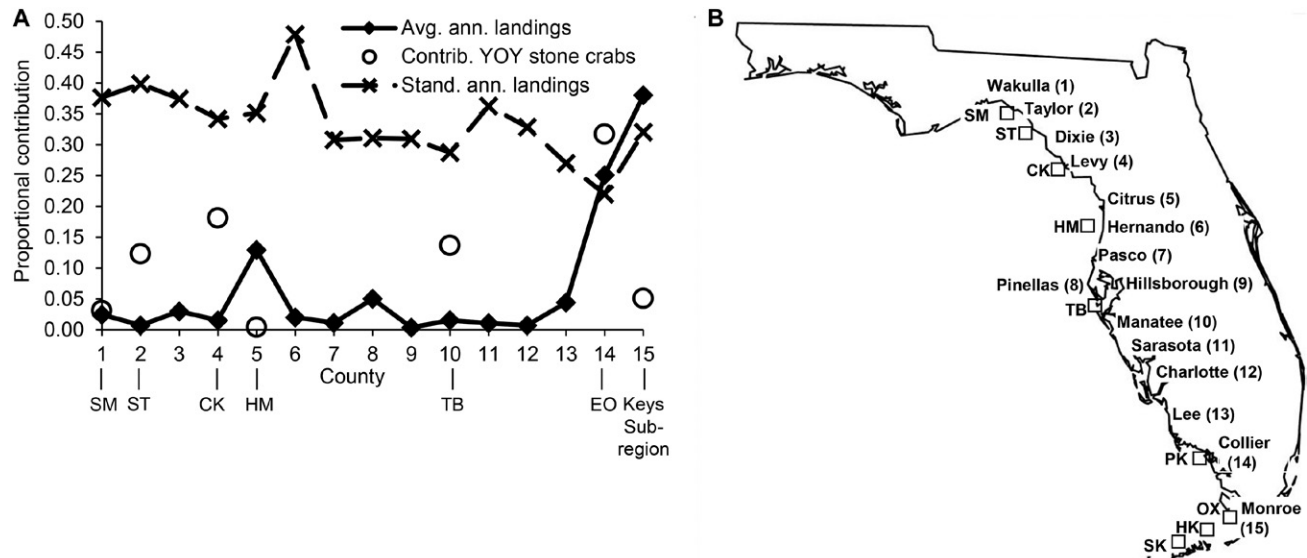 A
0.50
0.45
0.40
0.35
0.30
0.25
0.20
0.15
0.10
0.05
0.00
Proportional contribution
Avg. ann. landings
Contrib. YOY stone crabs
Stand. ann. landings
1 2 3 4 5 6 7 8 9 10 11 12 13 14 15
County
SM ST CK HM TB EO Keys
Sub-
region
B
Wakulla (1)
SM
Taylor (2)
ST
Dixie (3)
CK
Levy (4)
Citrus (5)
HM
Hernando (6)
Pasco (7)
Pinellas (8)
Hillsborough (9)
TB
Manatee (10)
Sarasota (11)
Charlotte (12)
Lee (13)
Collier
(14)
PK
OX
Monroe
(15)
HK
SK